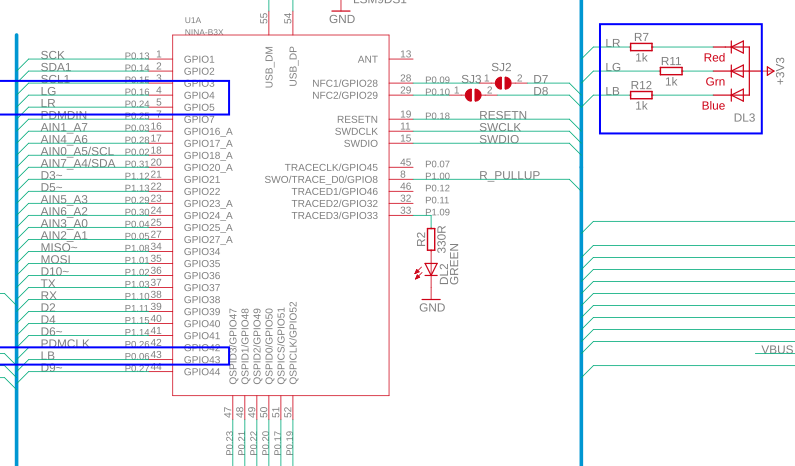 LSM9DS1
GND
55
54
U1A
NINA-B3X
USB_DM
USB_DP
SCK P0.13 1 GPIO1
SDA1 P0.14 2 GPIO2
SCL1 P0.15 3 GPIO3
LG P0.16 4 GPIO4
LR P0.24 5 GPIO5
PDMDIN P0.25 7 GPIO7
AIN1_A7 P0.03 16 GPIO16_A
AIN4_A6 P0.28 17 GPIO17_A
AIN0_A5/SCL P0.02 18 GPIO18_A
AIN7_A4/SDA P0.31 20 GPIO20_A
D3~ P1.12 21 GPIO21
D5~ P1.13 22 GPIO22
AIN5_A3 P0.29 23 GPIO23_A
AIN6_A2 P0.30 24 GPIO24_A
AIN3_A0 P0.04 25 GPIO25_A
AIN2_A1 P0.05 27 GPIO27_A
MISO~ P1.08 34 GPIO34
MOSI P1.01 35 GPIO35
D10~ P1.02 36 GPIO36
TX P1.03 37 GPIO37
RX P1.10 38 GPIO38
D2 P1.11 39 GPIO39
D4 P1.15 40 GPIO40
D6~ P1.14 41 GPIO41
PDMCLK P0.26 42 GPIO42
LB P0.06 43 GPIO43
D9~ P0.27 44 GPIO44
ANT 13
NFC1/GPIO28 28 P0.09 SJ3 1 SJ2 2 D7
NFC2/GPIO29 29 P0.10 1 2 D8
RESETN 19 P0.18 RESETN
SWDCLK 11 SWCLK
SWDIO 15 SWDIO
TRACECLK/GPIO45 45 P0.07
SWO/TRACE_D0/GPIO8 8 P1.00 R_PULLUP
TRACED1/GPIO46 46 P0.12
TRACED2/GPIO32 32 P0.11
TRACED3/GPIO33 33 P1.09
R2
330R
DL2
GREEN
GND
QSPID3/GPIO47 47 P0.23
QSPID1/GPIO48 48 P0.21
QSPID2/GPIO49 49 P0.22
QSPID0/GPIO50 50 P0.20
QSPICS/GPIO51 51 P0.17
QSPICLK/GPIO52 52 P0.19
LR R7 1k Red
LG R11 1k Grn
LB R12 1k Blue
DL3
+3V3
VBUS